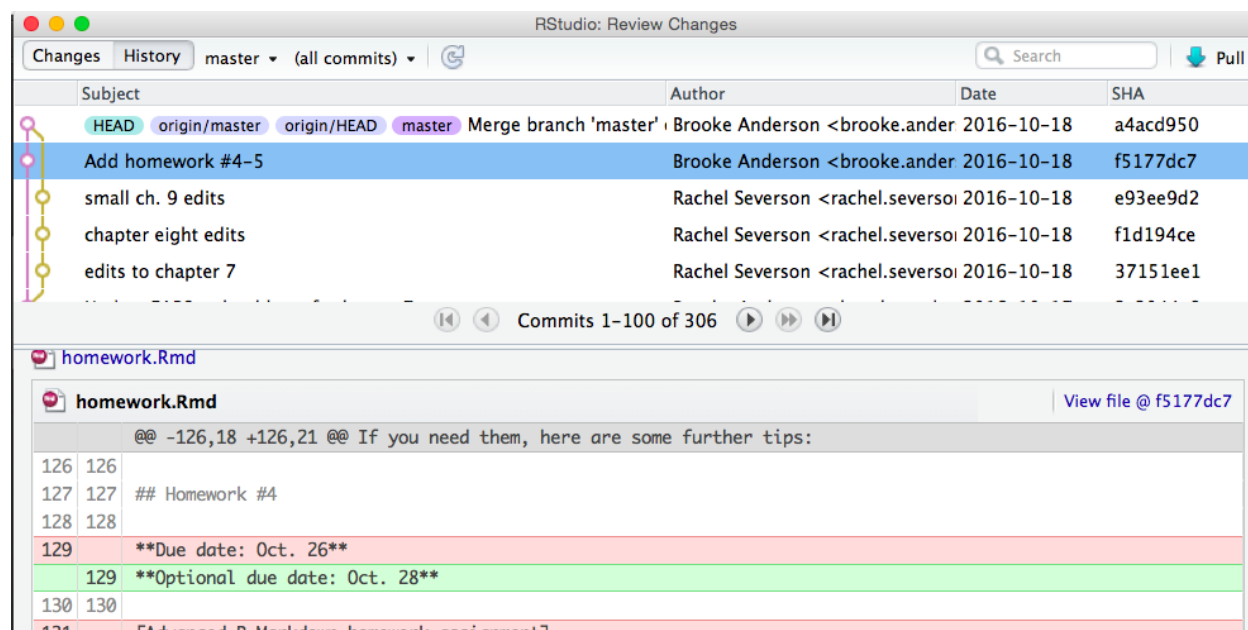 RStudio: Review Changes
Changes History master (all commits) Search Pull
Subject Author Date SHA
HEAD origin/master origin/HEAD master Merge branch 'master' Brooke Anderson <brooke.ander 2016-10-18 a4acd950
Add homework #4-5 Brooke Anderson <brooke.ander 2016-10-18 f5177dc7
small ch. 9 edits Rachel Severson <rachel.severso 2016-10-18 e93ee9d2
chapter eight edits Rachel Severson <rachel.severso 2016-10-18 f1d194ce
edits to chapter 7 Rachel Severson <rachel.severso 2016-10-18 37151ee1
Commits 1-100 of 306
homework.Rmd
homework.Rmd View file @ f5177dc7
@@ -126,18 +126,21 @@ If you need them, here are some further tips:
126 126
127 127 ## Homework #4
128 128
129 **Due date: Oct. 26**
129 **Optional due date: Oct. 28**
130 130